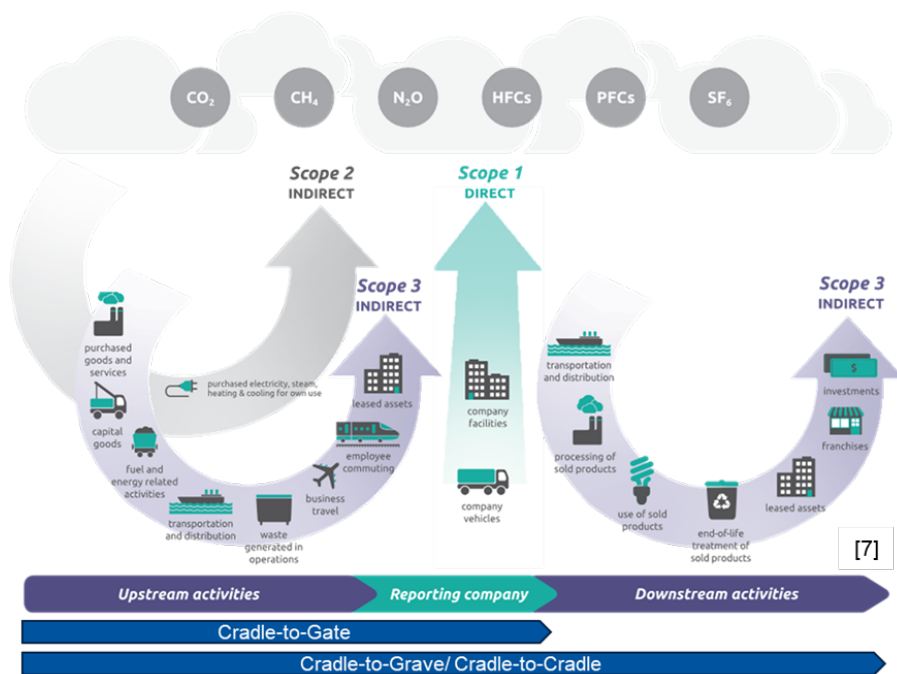 CO₂
CH₄
N₂O
HFCs
PFCs
SF₆
Scope 2
INDIRECT
Scope 1
DIRECT
Scope 3
INDIRECT
Scope 3
INDIRECT
purchased
goods and
services
capital
goods
fuel and
energy related
activities
transportation
and distribution
waste
generated in
operations
business
travel
employee
commuting
leased assets
purchased electricity, steam,
heating & cooling for own use
company
facilities
company
vehicles
transportation
and distribution
processing of
sold products
use of sold
products
end-of-life
treatment of
sold products
leased assets
franchises
investments
$
[7]
Upstream activities
Reporting company
Downstream activities
Cradle-to-Gate
Cradle-to-Grave/ Cradle-to-Cradle